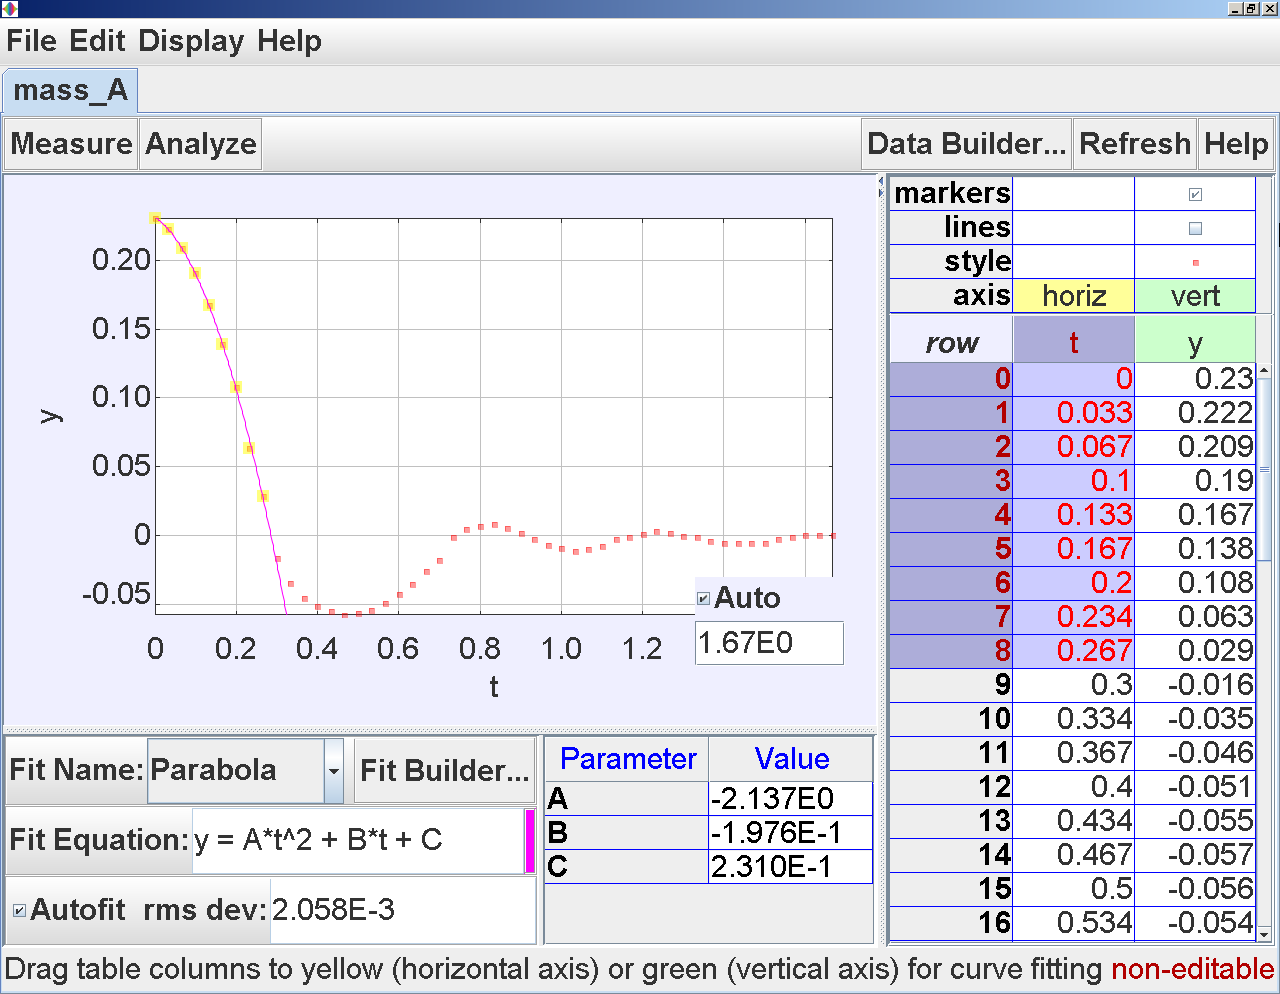 File Edit Display Help
mass_A
Measure Analyze Data Builder... Refresh Help
markers
lines
style
axis horiz vert
row t y
0 0 0.23
1 0.033 0.222
2 0.067 0.209
3 0.1 0.19
4 0.133 0.167
5 0.167 0.138
6 0.2 0.108
7 0.234 0.063
8 0.267 0.029
9 0.3 -0.016
10 0.334 -0.035
11 0.367 -0.046
12 0.4 -0.051
13 0.434 -0.055
14 0.467 -0.057
15 0.5 -0.056
16 0.534 -0.054
0.20
0.15
0.10
y
0.05
0
-0.05
Auto
1.67E0
0 0.2 0.4 0.6 0.8 1.0 1.2
t
Fit Name: Parabola Fit Builder...
Fit Equation: y = A*t^2 + B*t + C
Autofit rms dev: 2.058E-3
Parameter Value
A -2.137E0
B -1.976E-1
C 2.310E-1
Drag table columns to yellow (horizontal axis) or green (vertical axis) for curve fitting non-editable